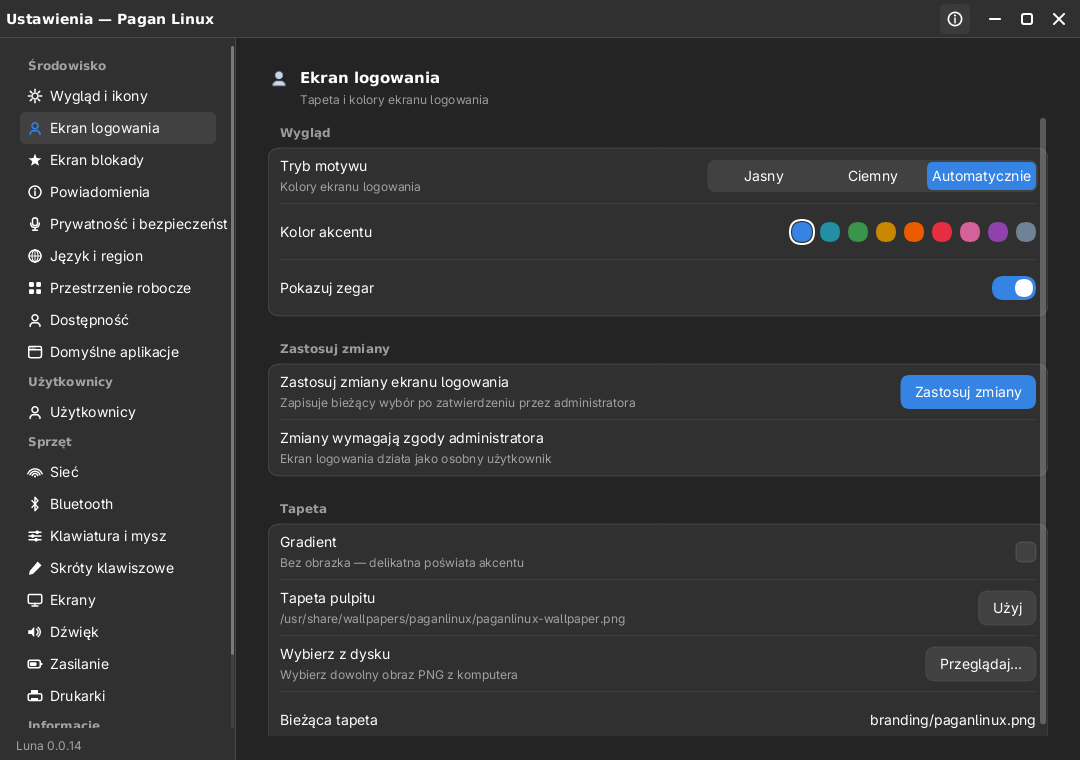 Ustawienia — Pagan Linux
Środowisko
Wygląd i ikony
Ekran logowania
Ekran blokady
Powiadomienia
Prywatność i bezpieczeńst
Język i region
Przestrzenie robocze
Dostępność
Domyślne aplikacje
Użytkownicy
Użytkownicy
Sprzęt
Sieć
Bluetooth
Klawiatura i mysz
Skróty klawiszowe
Ekrany
Dźwięk
Zasilanie
Drukarki
Informacje
Luna 0.0.14
Ekran logowania
Tapeta i kolory ekranu logowania
Wygląd
Tryb motywu
Kolory ekranu logowania
Jasny Ciemny Automatycznie
Kolor akcentu
Pokazuj zegar
Zastosuj zmiany
Zastosuj zmiany ekranu logowania
Zapisuje bieżący wybór po zatwierdzeniu przez administratora
Zastosuj zmiany
Zmiany wymagają zgody administratora
Ekran logowania działa jako osobny użytkownik
Tapeta
Gradient
Bez obrazka — delikatna poświata akcentu
Tapeta pulpitu
/usr/share/wallpapers/paganlinux/paganlinux-wallpaper.png
Użyj
Wybierz z dysku
Wybierz dowolny obraz PNG z komputera
Przeglądaj...
Bieżąca tapeta
branding/paganlinux.png